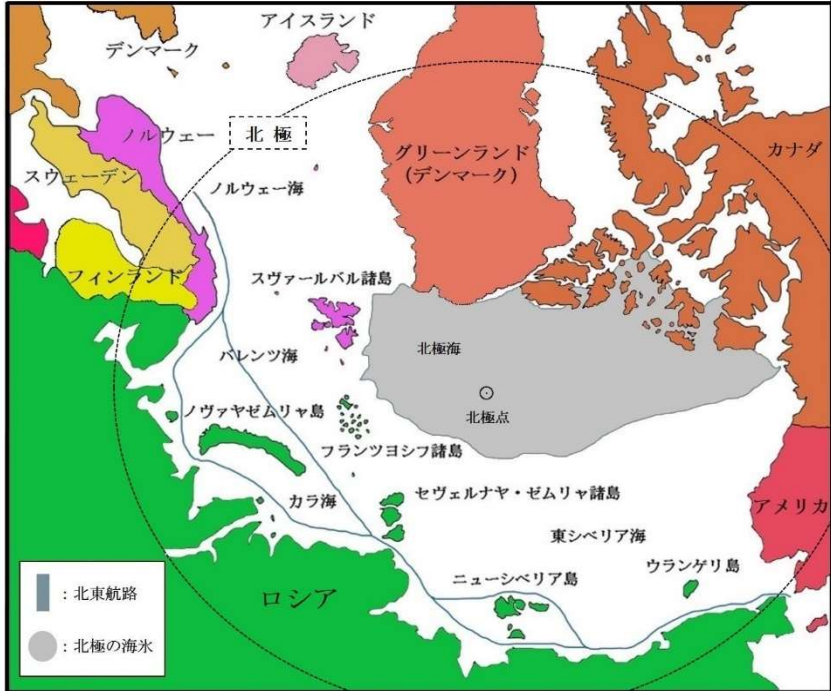 アイスランド
デンマーク
ノルウェー
北極
カナダ
グリーンランド
(デンマーク)
スウェーデン
ノルウェー海
フィンランド
スヴァールバル諸島
バレンツ海
北極海
北極点
ノヴァヤゼムリャ島
フランツヨシフ諸島
カラ海
セヴェルナヤ・ゼムリャ諸島
アメリカ
東シベリア海
ニューシベリア島
ウランゲリ島
ロシア
:北東航路
:北極の海氷